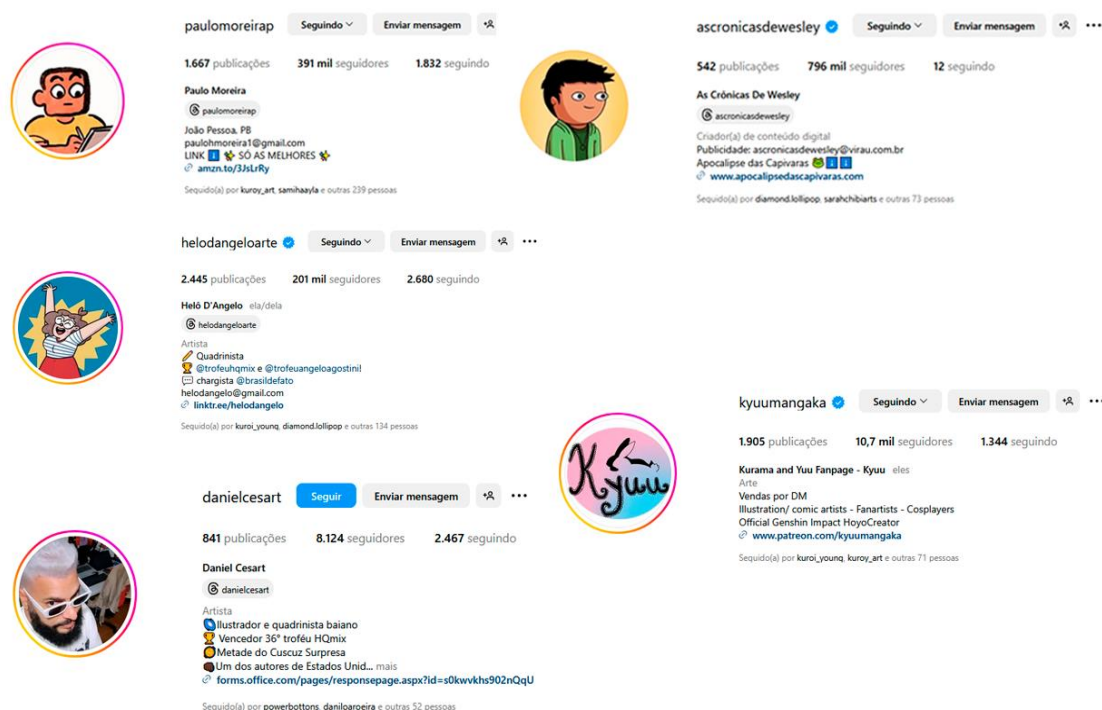 paulomoreirap Seguindo Enviar mensagem
1.667 publicações 391 mil seguidores 1.832 seguindo
Paulo Moreira
paulomoreirap
João Pessoa, PB
paulohmoreira1@gmail.com
LINK ⬇️ ✨ SÓ AS MELHORES ✨
amzn.to/3JsLrRy
Seguido(a) por kuroy_art, samihaayla e outras 239 pessoas
ascronicasdewesley Seguindo Enviar mensagem
542 publicações 796 mil seguidores 12 seguindo
As Crônicas De Wesley
ascronicasdewesley
Criador(a) de conteúdo digital
Publicidade: ascronicasdewesley@virau.com.br
Apocalipse das Capivaras 🐸⬇️⬇️
www.apocalipsedascapivaras.com
Seguido(a) por diamond.lollipop, sarahchibiarts e outras 73 pessoas
helodangeloarte Seguindo Enviar mensagem
2.445 publicações 201 mil seguidores 2.680 seguindo
Helô D'Angelo ela/dela
helodangeloarte
Artista
✏️ Quadrinista
🏆 @trofeuhqmix e @trofeuangeloagostini!
💬 chargista @brasildefato
helodangelo@gmail.com
linktr.ee/helodangelo
Seguido(a) por kuroi_younq, diamond.lollipop e outras 134 pessoas
Kyuu
kyuumangaka Seguindo Enviar mensagem
1.905 publicações 10,7 mil seguidores 1.344 seguindo
Kurama and Yuu Fanpage - Kyuu eles
Arte
Vendas por DM
Illustration/ comic artists - Fanartists - Cosplayers
Official Genshin Impact HoyoCreator
www.patreon.com/kyuumangaka
Seguido(a) por kuroi_younq, kuroy_art e outras 71 pessoas
danielcesart Seguir Enviar mensagem
841 publicações 8.124 seguidores 2.467 seguindo
Daniel Cesart
danielcesart
Artista
Ilustrador e quadrinista baiano
🏆 Vencedor 36° troféu HQmix
Metade do Cuscuz Surpresa
Um dos autores de Estados Unid... mais
forms.office.com/pages/responsepage.aspx?id=s0kwvkhs902nQqU
Seguido(a) por powerbottons, daniloaroeira e outras 52 pessoas